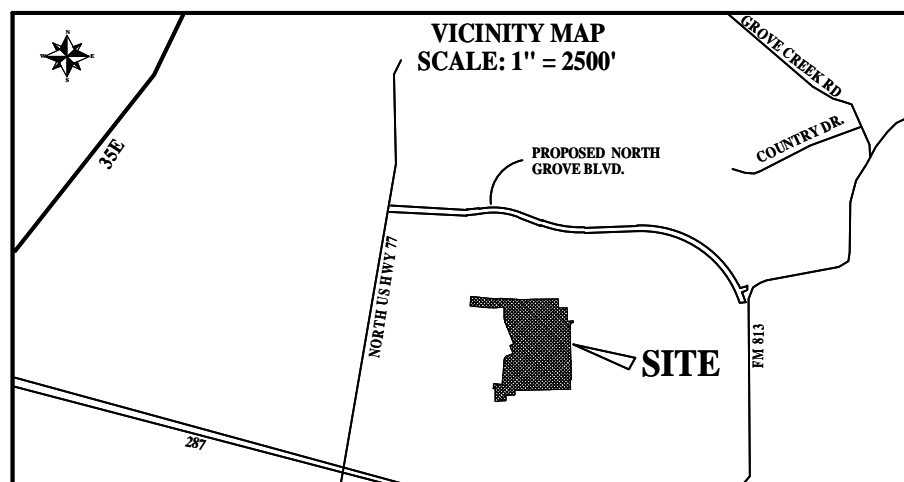 VICINITY MAP
SCALE: 1" = 2500'
N
W
E
S
35E
GROVE CREEK RD
COUNTRY DR.
PROPOSED NORTH
GROVE BLVD.
NORTH US HWY 77
SITE
FM 813
287